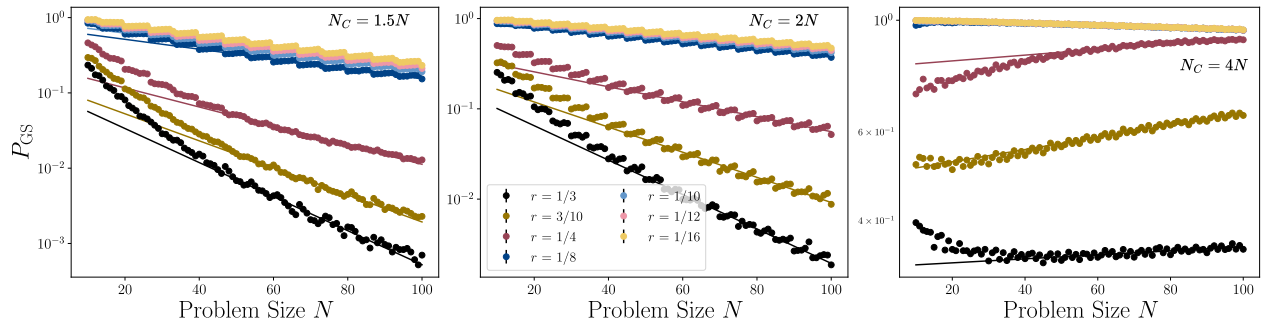 P_GS
10^0
10^-1
10^-2
10^-3
N_C = 1.5N
20 40 60 80 100
Problem Size N
10^0
10^-1
10^-2
N_C = 2N
r = 1/3
r = 3/10
r = 1/4
r = 1/8
r = 1/10
r = 1/12
r = 1/16
20 40 60 80 100
Problem Size N
10^0
6 × 10^-1
4 × 10^-1
N_C = 4N
20 40 60 80 100
Problem Size N